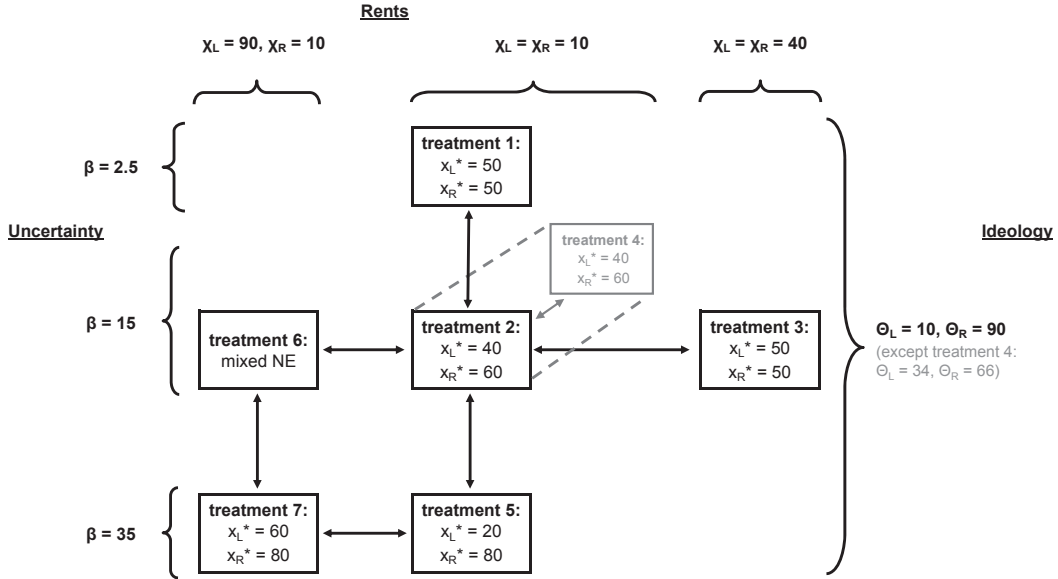 Rents
χL = 90, χR = 10
χL = χR = 10
χL = χR = 40
treatment 1:
xL* = 50
xR* = 50
β = 2.5
Uncertainty
Ideology
treatment 4:
xL* = 40
xR* = 60
β = 15
treatment 6:
mixed NE
treatment 2:
xL* = 40
xR* = 60
treatment 3:
xL* = 50
xR* = 50
ΘL = 10, ΘR = 90
(except treatment 4:
ΘL = 34, ΘR = 66)
β = 35
treatment 7:
xL* = 60
xR* = 80
treatment 5:
xL* = 20
xR* = 80